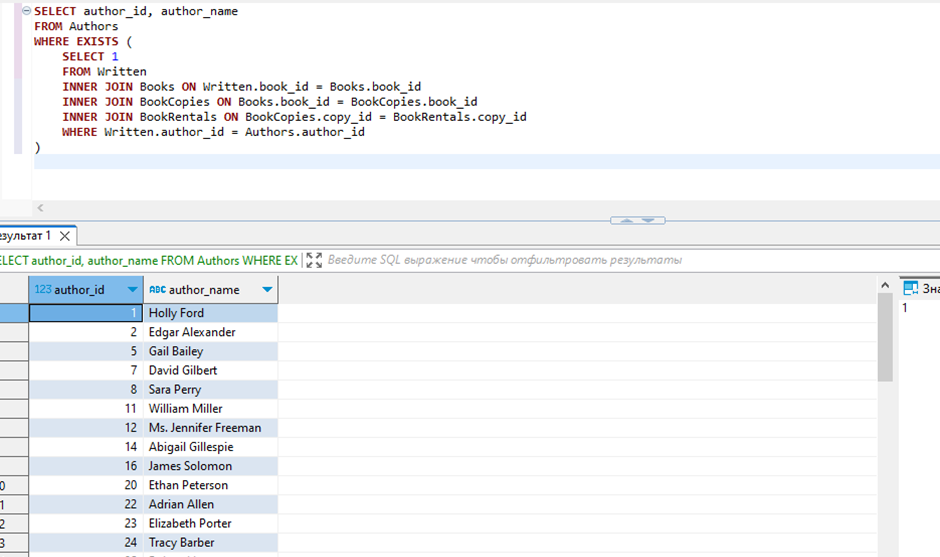 SELECT author_id, author_name
FROM Authors
WHERE EXISTS (
SELECT 1
FROM Written
INNER JOIN Books ON Written.book_id = Books.book_id
INNER JOIN BookCopies ON Books.book_id = BookCopies.book_id
INNER JOIN BookRentals ON BookCopies.copy_id = BookRentals.copy_id
WHERE Written.author_id = Authors.author_id
)
езультат 1
ELECT author_id, author_name FROM Authors WHERE EX Введите SQL выражение чтобы отфильтровать результаты
123 author_id ABC author_name Зна
1 Holly Ford 1
2 Edgar Alexander
5 Gail Bailey
7 David Gilbert
8 Sara Perry
11 William Miller
12 Ms. Jennifer Freeman
14 Abigail Gillespie
16 James Solomon
0 20 Ethan Peterson
1 22 Adrian Allen
2 23 Elizabeth Porter
3 24 Tracy Barber